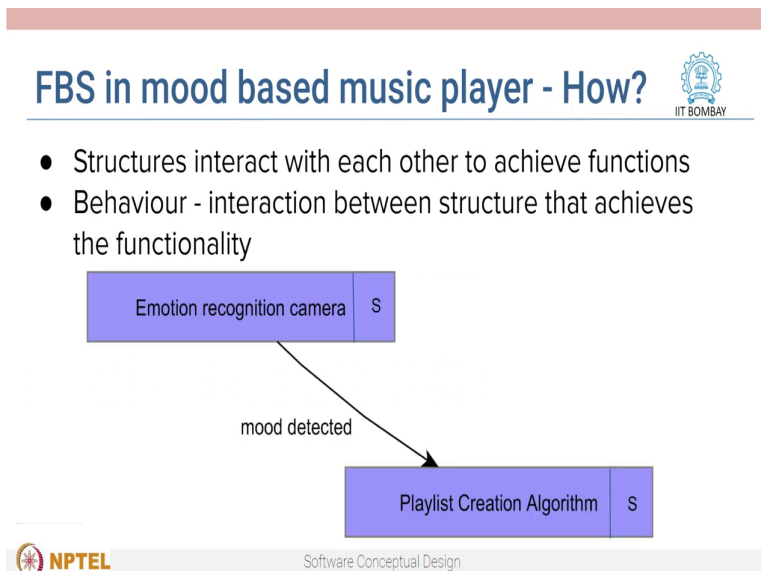 FBS in mood based music player - How?
IIT BOMBAY
● Structures interact with each other to achieve functions
● Behaviour - interaction between structure that achieves
the functionality
Emotion recognition camera S
mood detected
Playlist Creation Algorithm S
NPTEL
Software Conceptual Design